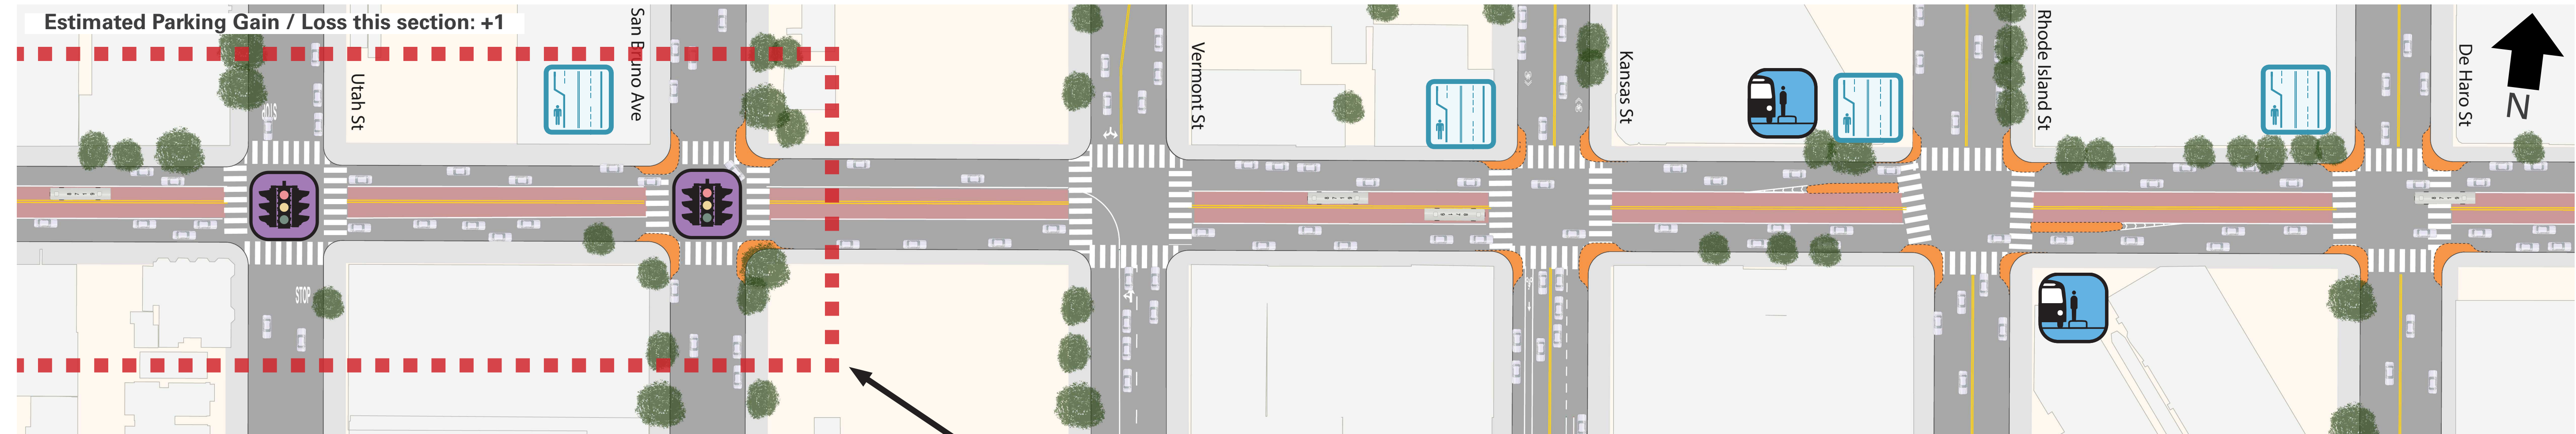 Estimated Parking Gain / Loss this section: +1
San Bruno Ave
Utah St
Vermont St
Kansas St
Rhode Island St
De Haro St
N
STOP
STOP